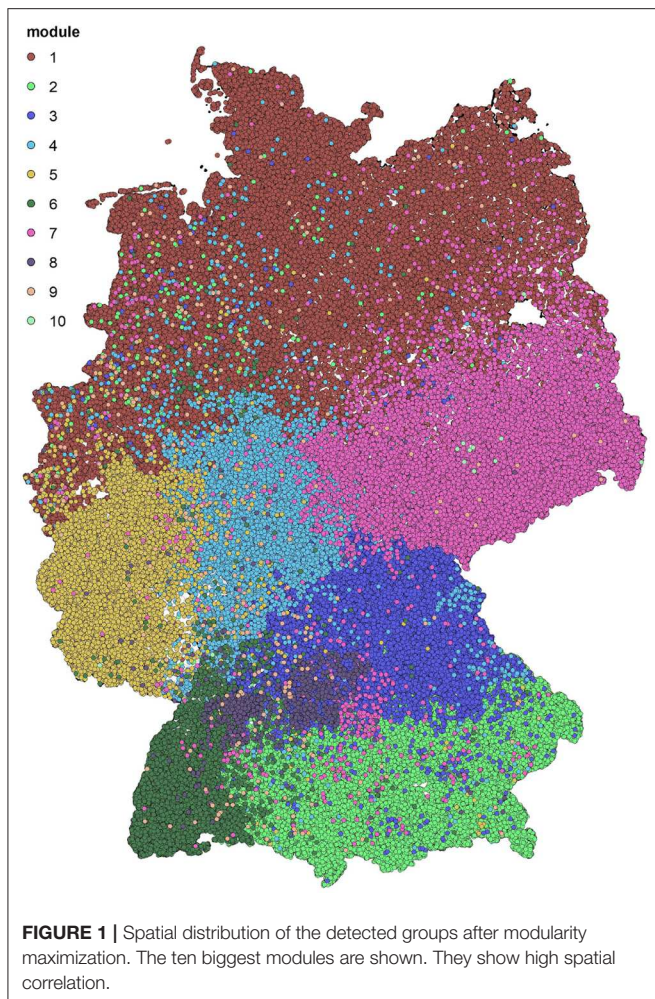 module
1
2
3
4
5
6
7
8
9
10
FIGURE 1 | Spatial distribution of the detected groups after modularity
maximization. The ten biggest modules are shown. They show high spatial
correlation.